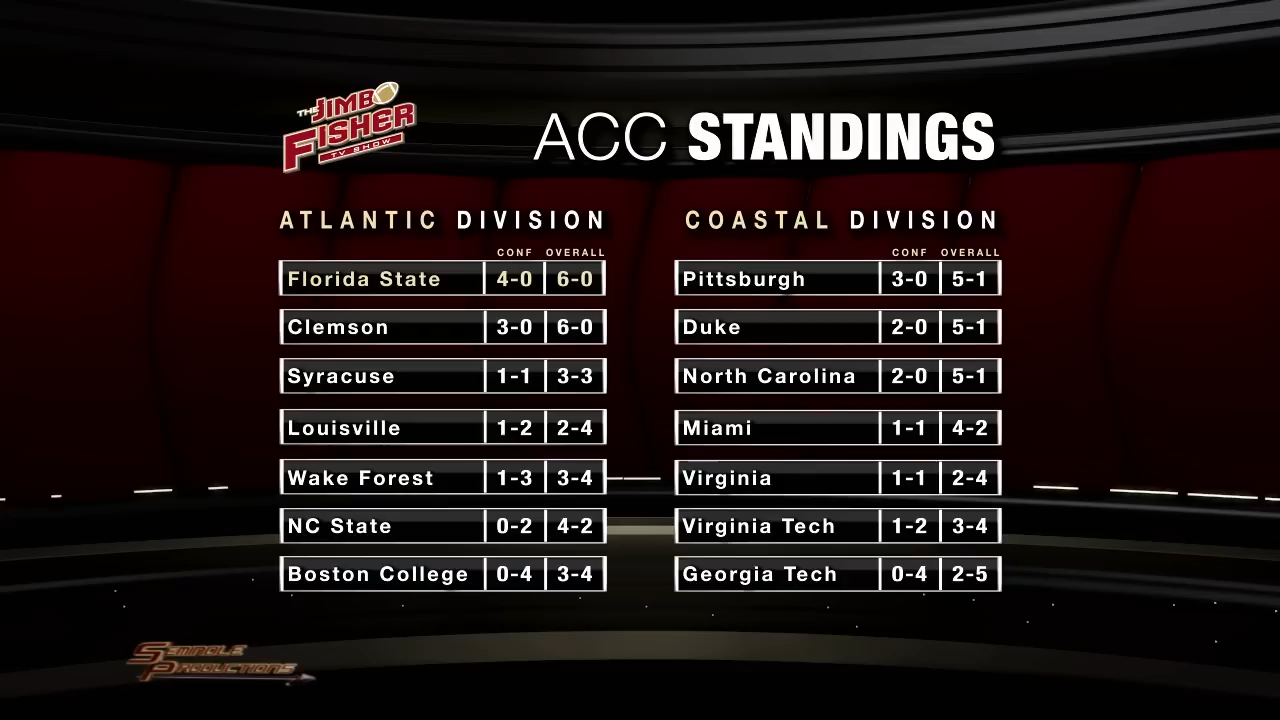 THE JIMBO
FISHER
TV SHOW
ACC STANDINGS
ATLANTIC DIVISION
CONF OVERALL
Florida State 4-0 6-0
Clemson 3-0 6-0
Syracuse 1-1 3-3
Louisville 1-2 2-4
Wake Forest 1-3 3-4
NC State 0-2 4-2
Boston College 0-4 3-4
COASTAL DIVISION
CONF OVERALL
Pittsburgh 3-0 5-1
Duke 2-0 5-1
North Carolina 2-0 5-1
Miami 1-1 4-2
Virginia 1-1 2-4
Virginia Tech 1-2 3-4
Georgia Tech 0-4 2-5
SEMINOLE
PRODUCTIONS